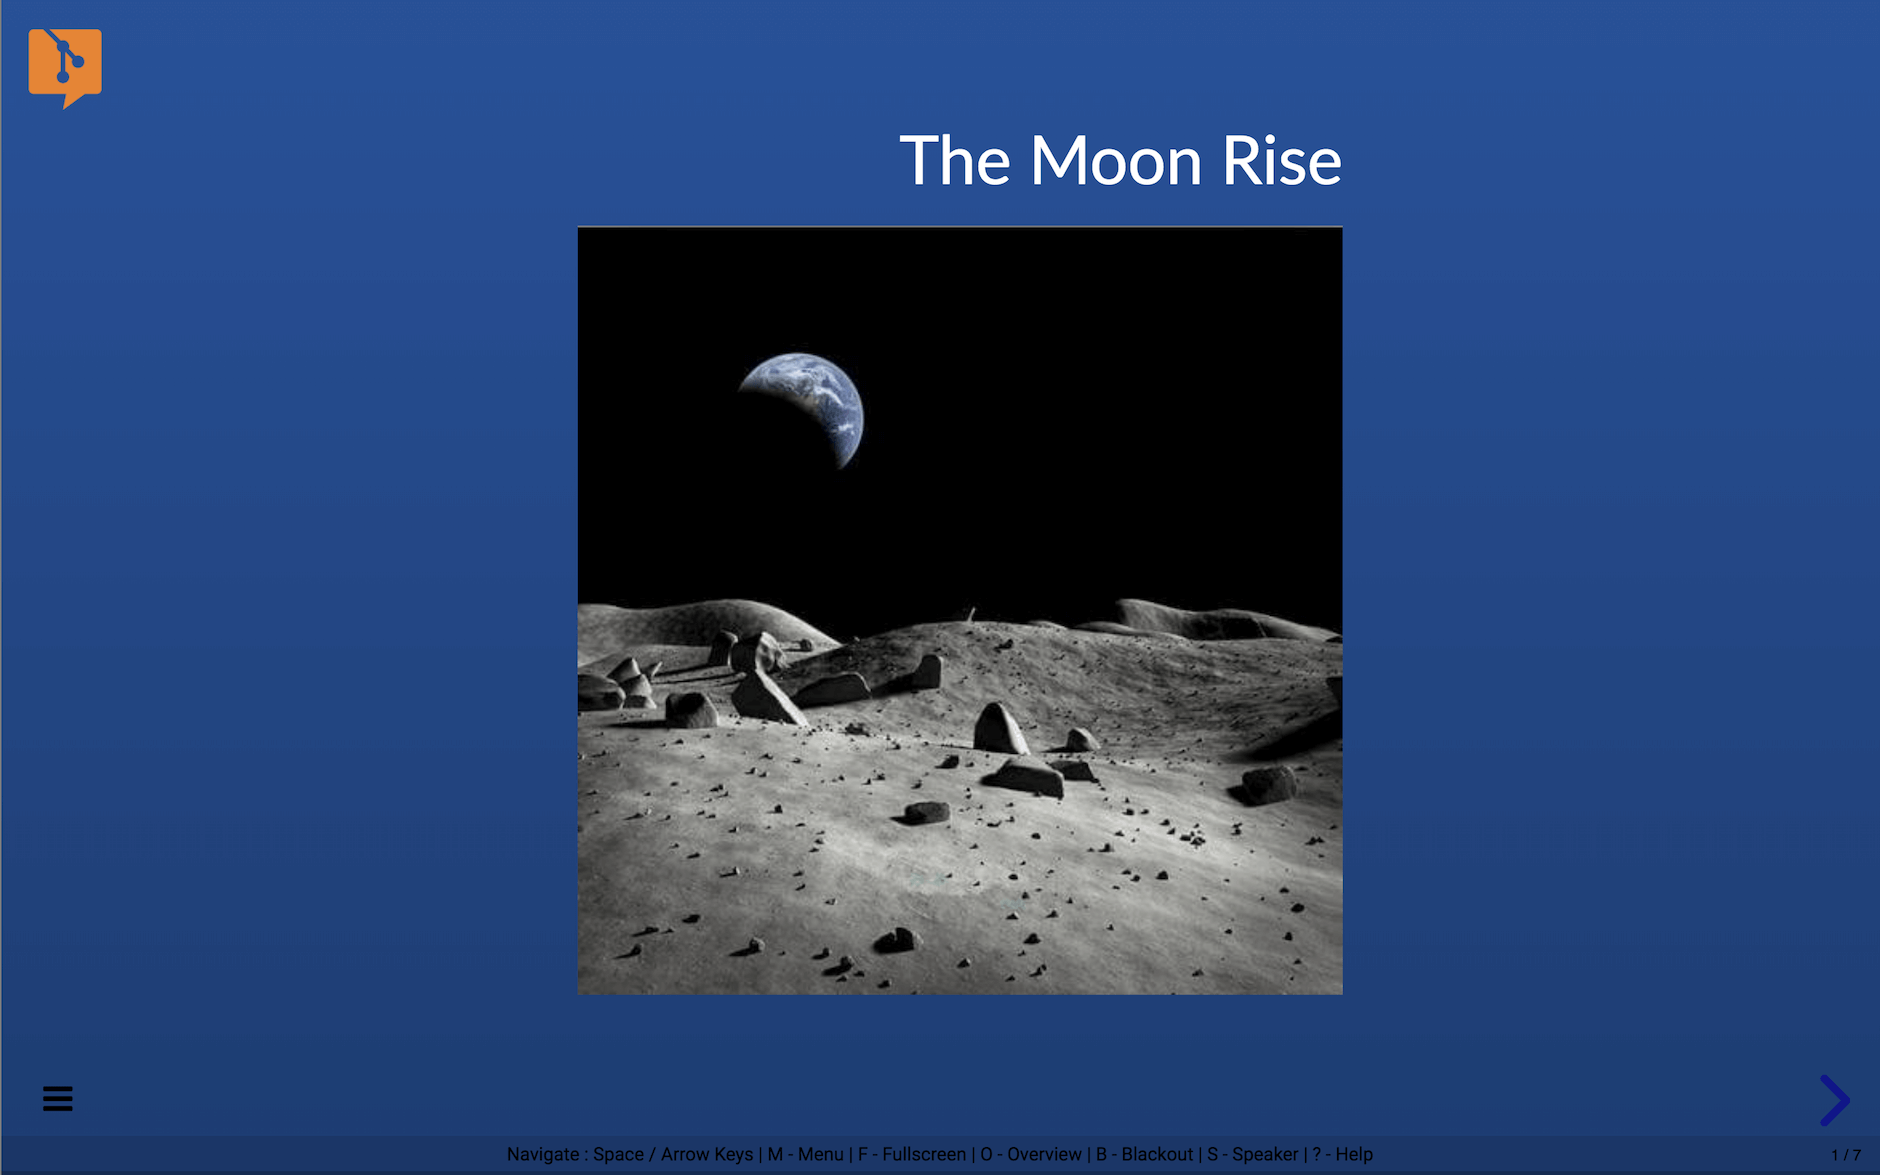 The Moon Rise
Navigate : Space / Arrow Keys | M - Menu | F - Fullscreen | O - Overview | B - Blackout | S - Speaker | ? - Help
1 / 7